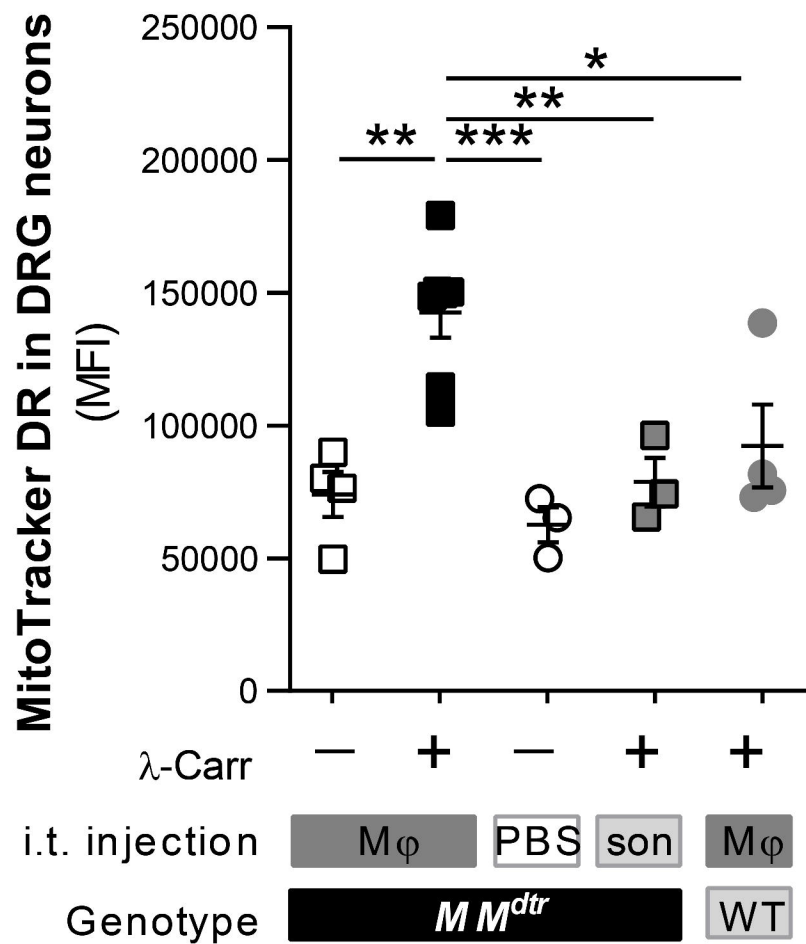 MitoTracker DR in DRG neurons
(MFI)
250000
200000
150000
100000
50000
0
*
**
** ***
λ-Carr — + — + +
i.t. injection Mφ PBS son Mφ
Genotype MM^dtr WT